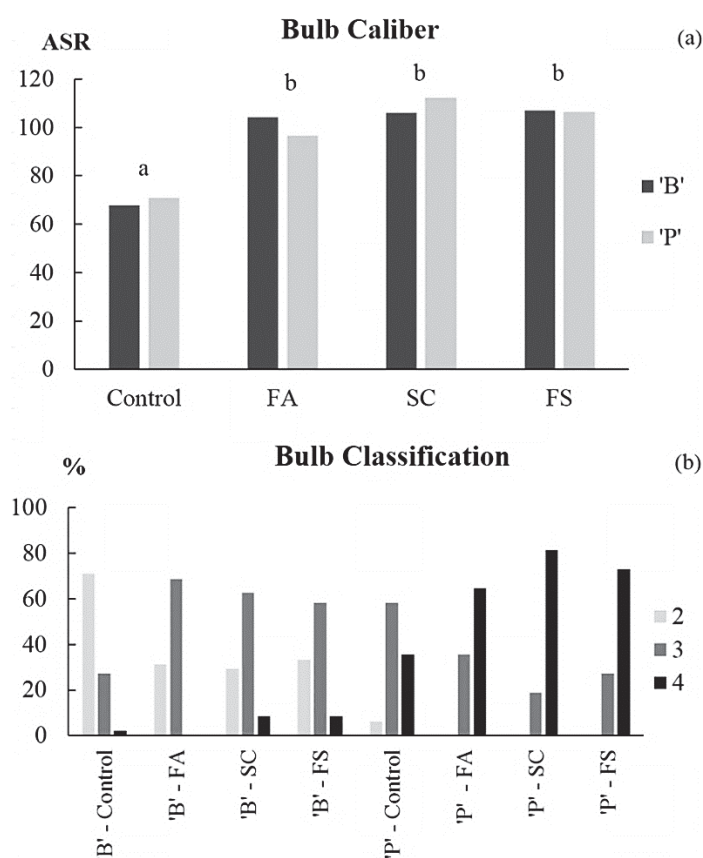 Bulb Caliber
(a)
ASR
120
100
80
60
40
20
0
a
b
b
b
'B'
'P'
Control
FA
SC
FS
Bulb Classification
(b)
%
100
80
60
40
20
0
2
3
4
B' - Control
'B' - FA
'B' - SC
'B' - FS
'P' - Control
'P' - FA
'P' - SC
'P' - FS